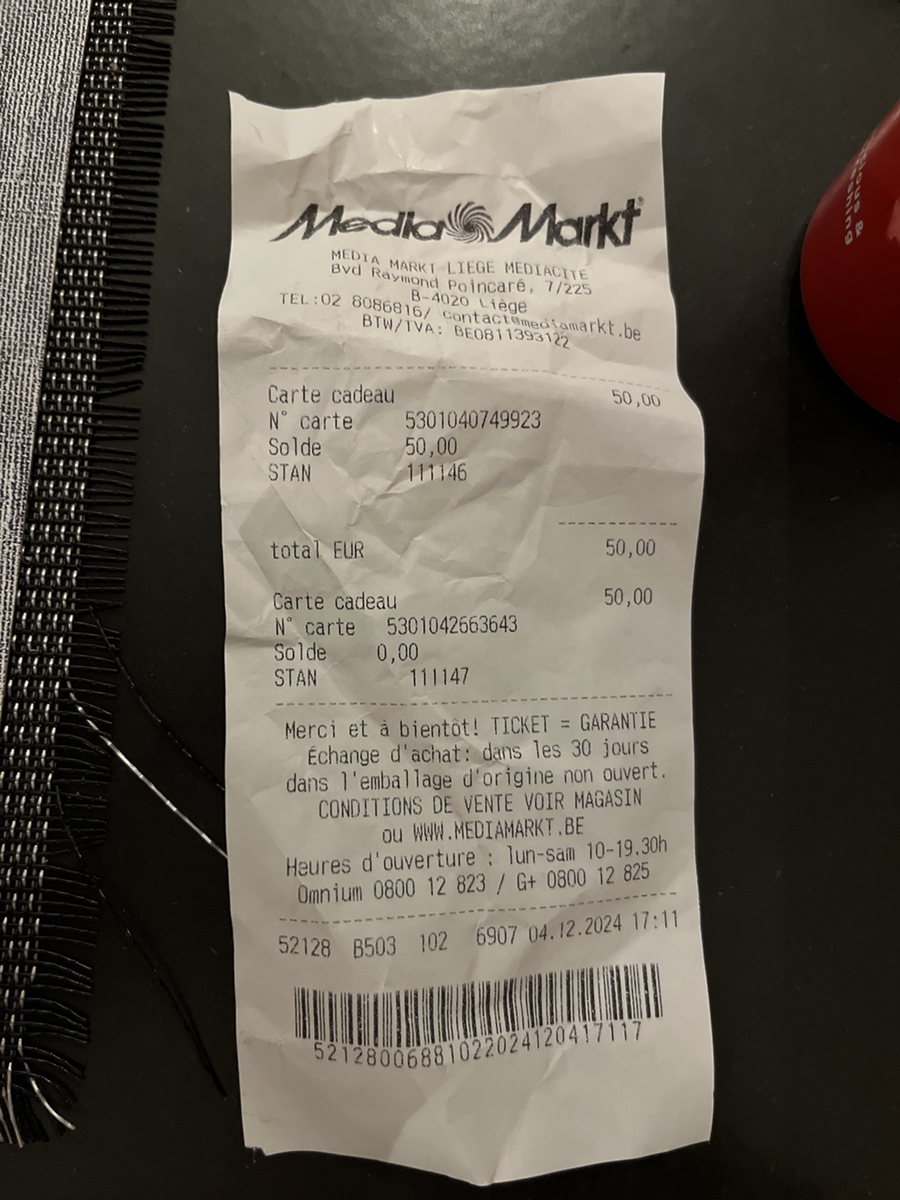 Media Markt®
MEDIA MARKT LIEGE MEDIACITE
Bvd Raymond Poincaré, 7/225
B-4020 Liège
TEL:02 8086816/ contact@mediamarkt.be
BTW/TVA: BE0811393122
Carte cadeau 50,00
N° carte 5301040749923
Solde 50,00
STAN 111146
total EUR 50,00
Carte cadeau 50,00
N° carte 5301042663643
Solde 0,00
STAN 111147
Merci et à bientôt! TICKET = GARANTIE
Échange d'achat: dans les 30 jours
dans l'emballage d'origine non ouvert.
CONDITIONS DE VENTE VOIR MAGASIN
ou WWW.MEDIAMARKT.BE
Heures d'ouverture : lun-sam 10-19.30h
Omnium 0800 12 823 / G+ 0800 12 825
52128 B503 102 6907 04.12.2024 17:11
5212800688102202412041 7117
&